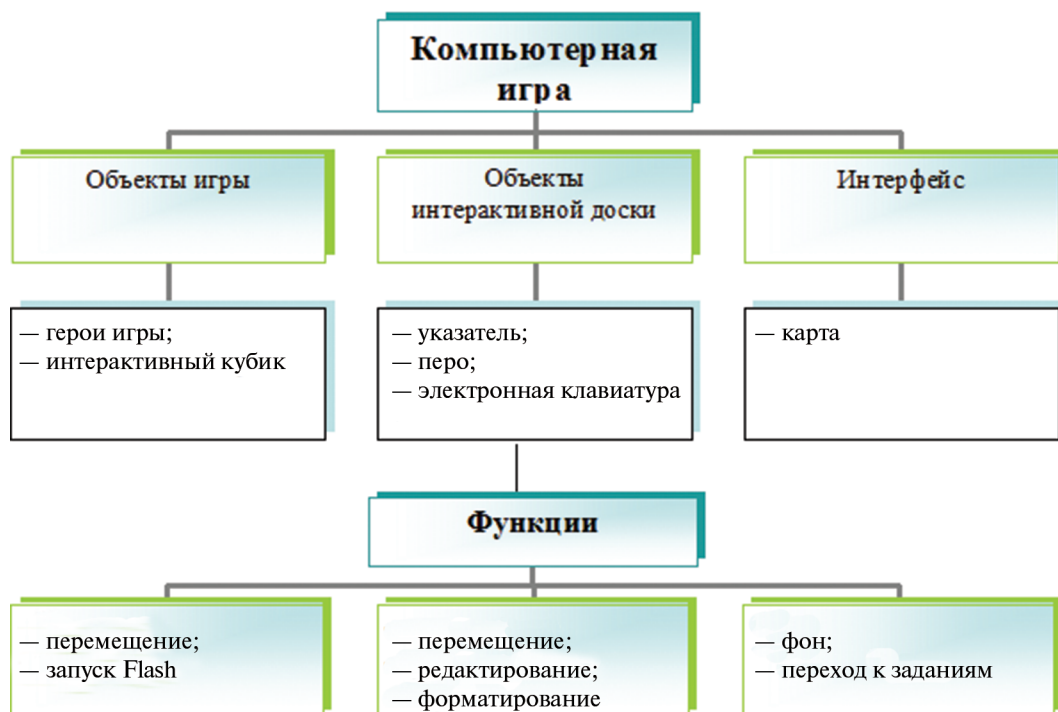 Компьютерная
игра
Объекты игры
Объекты
интерактивной доски
Интерфейс
— герои игры;
— интерактивный кубик
— указатель;
— перо;
— электронная клавиатура
— карта
Функции
— перемещение;
— запуск Flash
— перемещение;
— редактирование;
— форматирование
— фон;
— переход к заданиям